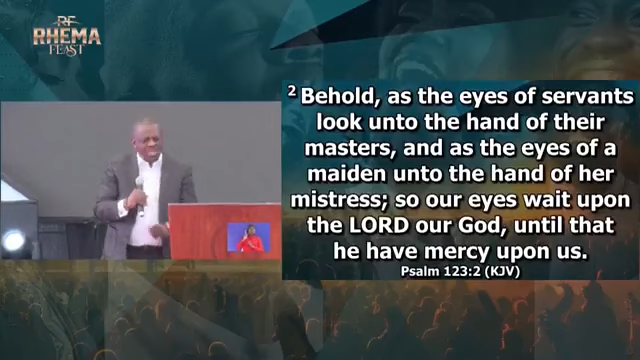 RF
RHEMA
FEAST
2 Behold, as the eyes of servants
look unto the hand of their
masters, and as the eyes of a
maiden unto the hand of her
mistress; so our eyes wait upon
the LORD our God, until that
he have mercy upon us.
Psalm 123:2 (KJV)